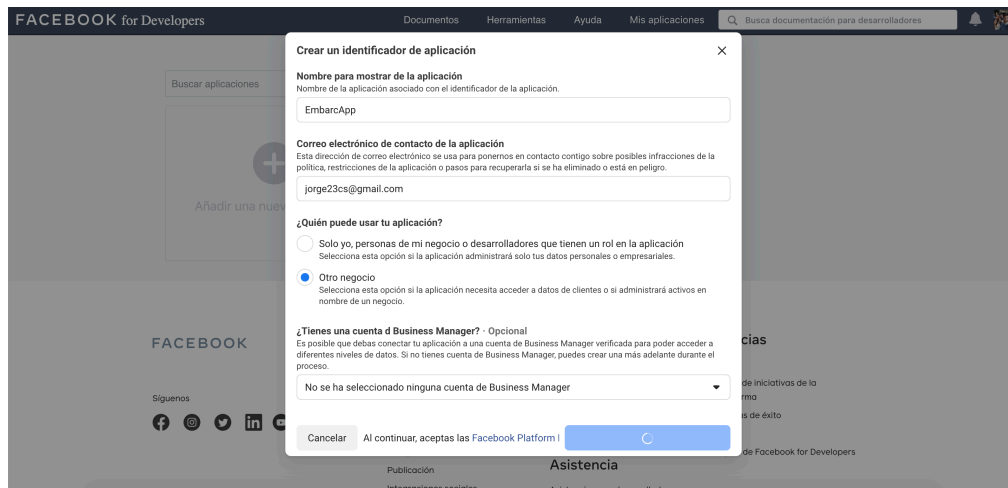 FACEBOOK for Developers
Documentos
Herramientas
Ayuda
Mis aplicaciones
Busca documentación para desarrolladores
Buscar aplicaciones
Añadir una
Crear un identificador de aplicación
Nombre para mostrar de la aplicación
Nombre de la aplicación asociado con el identificador de la aplicación.
EmbarcApp
Correo electrónico de contacto de la aplicación
Esta dirección de correo electrónico se usa para ponernos en contacto contigo sobre posibles infracciones de la
política, restricciones de la aplicación o pasos para recuperarla si se ha eliminado o está en peligro.
jorge23cs@gmail.com
¿Quién puede usar tu aplicación?
Solo yo, personas de mi negocio o desarrolladores que tienen un rol en la aplicación
Selecciona esta opción si la aplicación administrará solo tus datos personales o empresariales.
Otro negocio
Selecciona esta opción si la aplicación necesita acceder a datos de clientes o si administrará activos en
nombre de un negocio.
¿Tienes una cuenta d Business Manager? · Opcional
Es posible que debas conectar tu aplicación a una cuenta de Business Manager verificada para poder acceder a
diferentes niveles de datos. Si no tienes cuenta de Business Manager, puedes crear una más adelante durante el
proceso.
No se ha seleccionado ninguna cuenta de Business Manager
Cancelar
Al continuar, aceptas las Facebook Platform
FACEBOOK
Síguenos
cias
de iniciativas de la
rma
s de éxito
de Facebook for Developers
Publicación
Asistencia